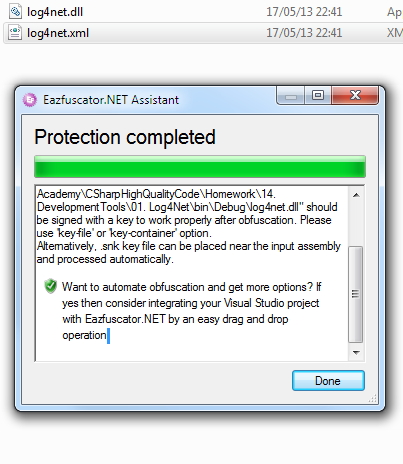 log4net.dll 17/05/13 22:41 Ap
log4net.xml 17/05/13 22:41 XM
Eazfuscator.NET Assistant
Protection completed
Academy\CSharpHighQualityCode\Homework\14.
DevelopmentTools\01. Log4Net\bin\Debug\log4net.dll" should
be signed with a key to work properly after obfuscation. Please
use 'key-file' or 'key-container' option.
Alternatively, .snk key file can be placed near the input assembly
and processed automatically.
Want to automate obfuscation and get more options? If
yes then consider integrating your Visual Studio project
with Eazfuscator.NET by an easy drag and drop
operation
Done